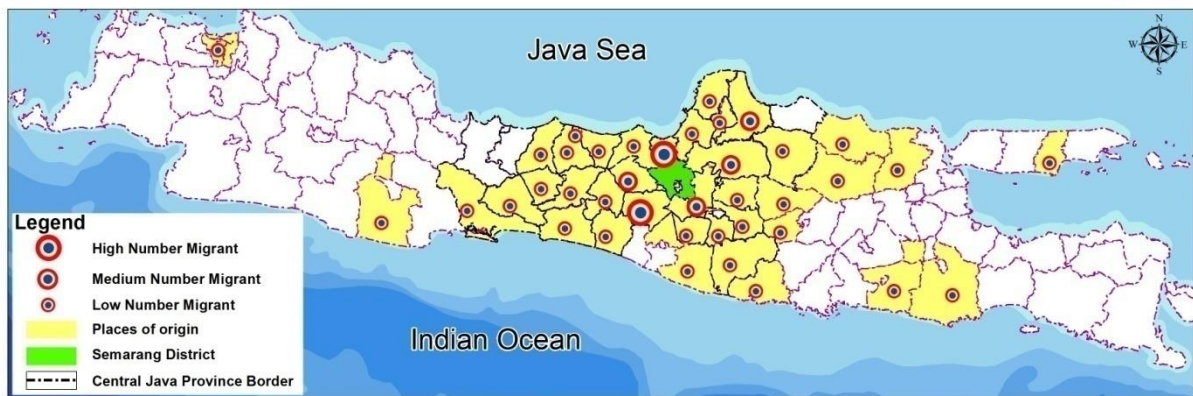 Java Sea
N
W E
S
Legend
High Number Migrant
Medium Number Migrant
Low Number Migrant
Places of origin
Semarang District
Central Java Province Border
Indian Ocean